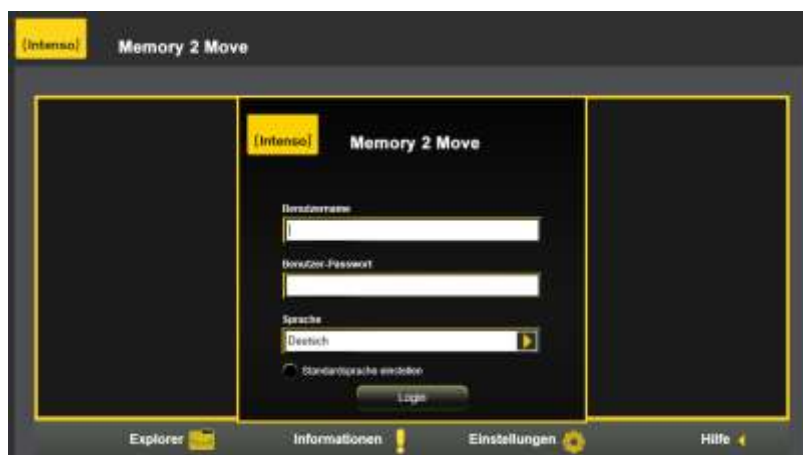 (Intenso)
Memory 2 Move
(Intenso)
Memory 2 Move
Benutzername
Benutzer-Passwort
Sprache
Deutsch
Standardsprache einstellen
Login
Explorer
Informationen
Einstellungen
Hilfe